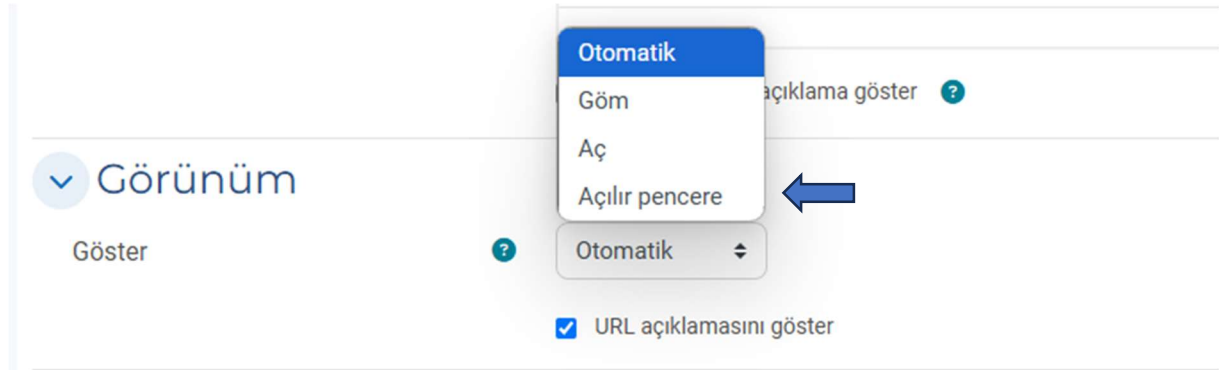 Otomatik
Göm
açıklama göster
Aç
Açılır pencere
Görünüm
Göster
Otomatik
URL açıklamasını göster